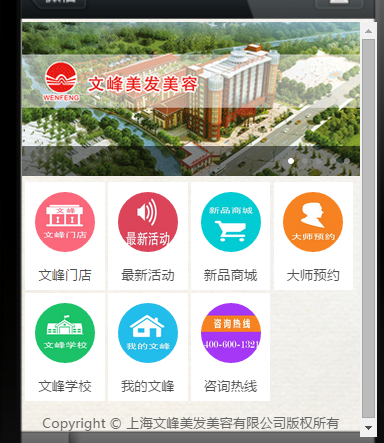 WENFENG
文峰美发美容
文峰
文峰门店
最新活动
新品商城
大师预约
文峰门店
最新活动
新品商城
大师预约
文峰学校
我的文峰
咨询热线
400-600-1321
文峰学校
我的文峰
咨询热线
Copyright © 上海文峰美发美容有限公司版权所有